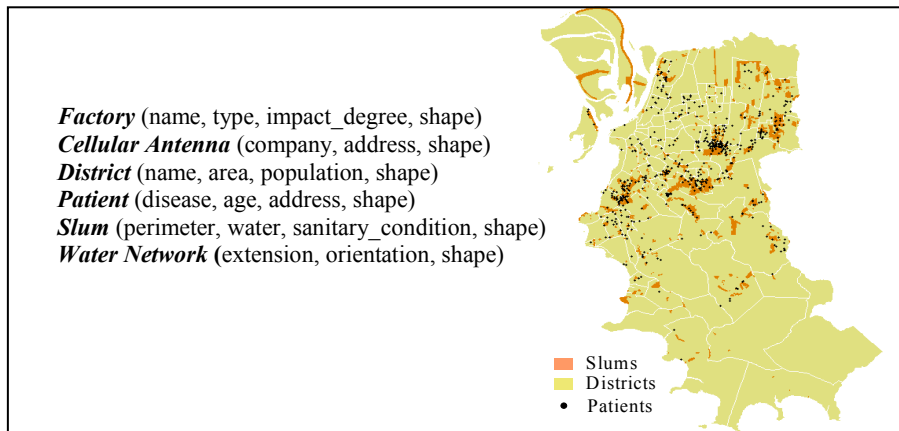 Factory (name, type, impact_degree, shape)
Cellular Antenna (company, address, shape)
District (name, area, population, shape)
Patient (disease, age, address, shape)
Slum (perimeter, water, sanitary_condition, shape)
Water Network (extension, orientation, shape)
Slums
Districts
Patients